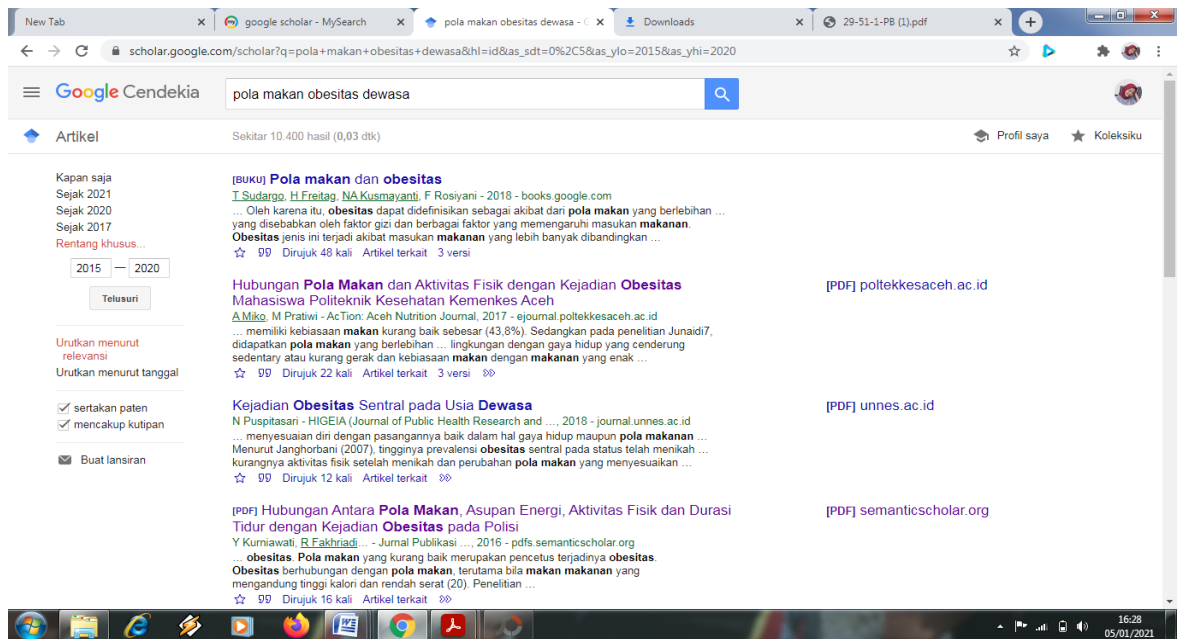 New Tab
google scholar - MySearch
pola makan obesitas dewasa - G
Downloads
29-51-1-PB (1).pdf
scholar.google.com/scholar?q=pola+makan+obesitas+dewasa&hl=id&as_sdt=0%2C5&as_ylo=2015&as_yhi=2020
Google Cendekia
pola makan obesitas dewasa
Artikel
Sekitar 10.400 hasil (0,03 dtk)
Profil saya
Koleksiku
Kapan saja
Sejak 2021
Sejak 2020
Sejak 2017
Rentang khusus...
2015 — 2020
Telusuri
Urutkan menurut
relevansi
Urutkan menurut tanggal
sertakan paten
mencakup kutipan
Buat lansiran
[BUKU] Pola makan dan obesitas
T Sudargo, H Freitag, NA Kusmayanti, F Rosiyani - 2018 - books.google.com
... Oleh karena itu, obesitas dapat didefinisikan sebagai akibat dari pola makan yang berlebihan ...
yang disebabkan oleh faktor gizi dan berbagai faktor yang memengaruhi masukan makanan.
Obesitas jenis ini terjadi akibat masukan makanan yang lebih banyak dibandingkan ...
Dirujuk 48 kali Artikel terkait 3 versi
Hubungan Pola Makan dan Aktivitas Fisik dengan Kejadian Obesitas
Mahasiswa Politeknik Kesehatan Kemenkes Aceh
[PDF] poltekkesaceh.ac.id
A Miko, M Pratiwi - AcTion: Aceh Nutrition Journal, 2017 - ejournal.poltekkesaceh.ac.id
... memiliki kebiasaan makan kurang baik sebesar (43,8%). Sedangkan pada penelitian Junaidi7,
didapatkan pola makan yang berlebihan ... lingkungan dengan gaya hidup yang cenderung
sedentary atau kurang gerak dan kebiasaan makan dengan makanan yang enak ...
Dirujuk 22 kali Artikel terkait 3 versi
Kejadian Obesitas Sentral pada Usia Dewasa
[PDF] unnes.ac.id
N Puspitasari - HIGEIA (Journal of Public Health Research and ..., 2018 - journal.unnes.ac.id
... menyesuaian diri dengan pasangannya baik dalam hal gaya hidup maupun pola makanan ...
Menurut Janghorbani (2007), tingginya prevalensi obesitas sentral pada status telah menikah ...
kurangnya aktivitas fisik setelah menikah dan perubahan pola makan yang menyesuaikan ...
Dirujuk 12 kali Artikel terkait
[PDF] Hubungan Antara Pola Makan, Asupan Energi, Aktivitas Fisik dan Durasi
Tidur dengan Kejadian Obesitas pada Polisi
[PDF] semanticscholar.org
Y Kurniawati, R Fakhriadi... - Jurnal Publikasi ..., 2016 - pdfs.semanticscholar.org
... obesitas. Pola makan yang kurang baik merupakan pencetus terjadinya obesitas.
Obesitas berhubungan dengan pola makan, terutama bila makan makanan yang
mengandung tinggi kalori dan rendah serat (20). Penelitian ...
Dirujuk 16 kali Artikel terkait
16:28
05/01/2021